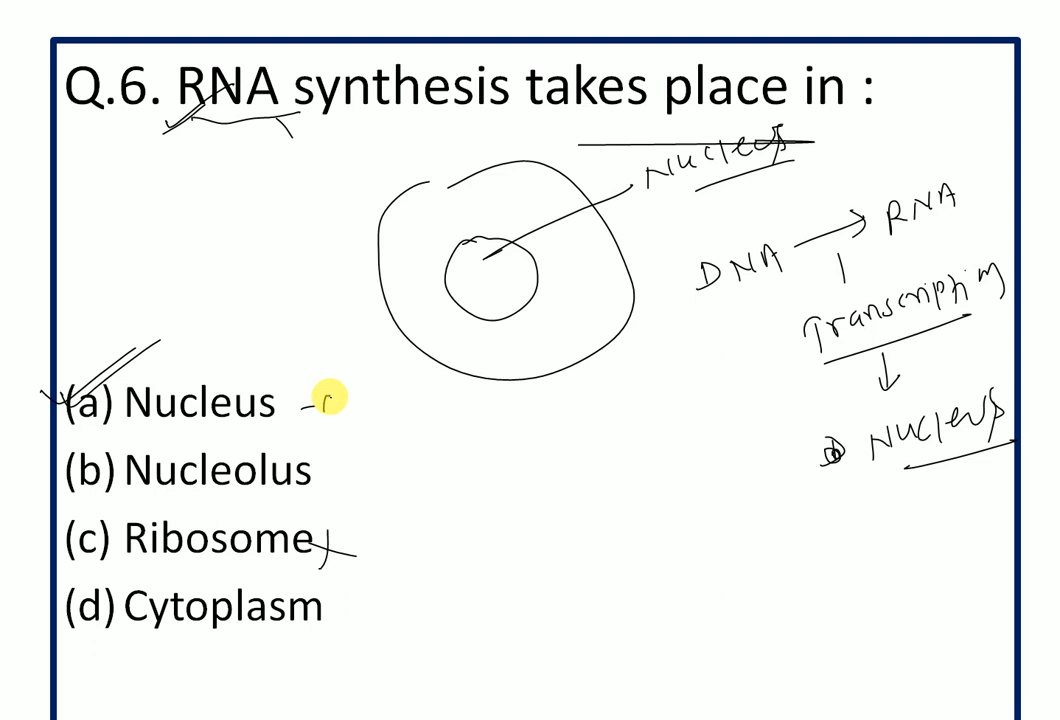 Q.6. RNA synthesis takes place in :
Nucleus
DNA → RNA
Transcription
Nucleus
(a) Nucleus
(b) Nucleolus
(c) Ribosome
(d) Cytoplasm